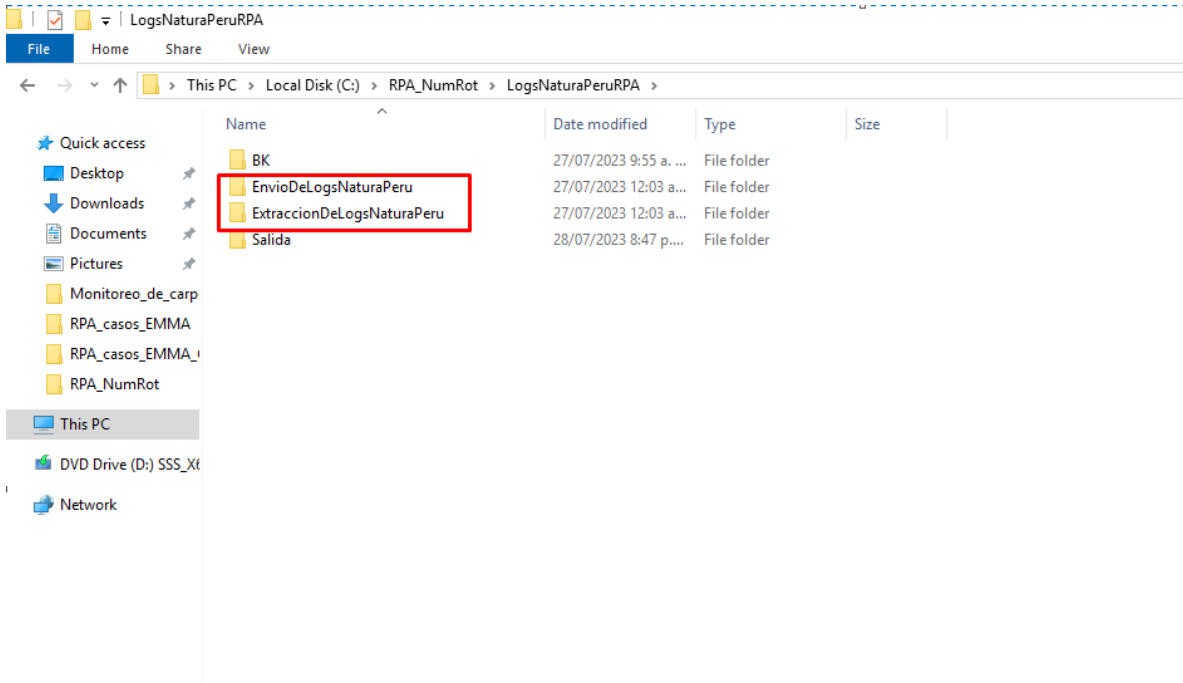 LogsNaturaPeruRPA
File Home Share View
This PC > Local Disk (C:) > RPA_NumRot > LogsNaturaPeruRPA >
Name Date modified Type Size
Quick access
Desktop
Downloads
Documents
Pictures
Monitoreo_de_carp
RPA_casos_EMMA
RPA_casos_EMMA_
RPA_NumRot
This PC
DVD Drive (D:) SSS_X6
Network
BK 27/07/2023 9:55 a. ... File folder
EnvioDeLogsNaturaPeru 27/07/2023 12:03 a... File folder
ExtraccionDeLogsNaturaPeru 27/07/2023 12:03 a... File folder
Salida 28/07/2023 8:47 p.... File folder